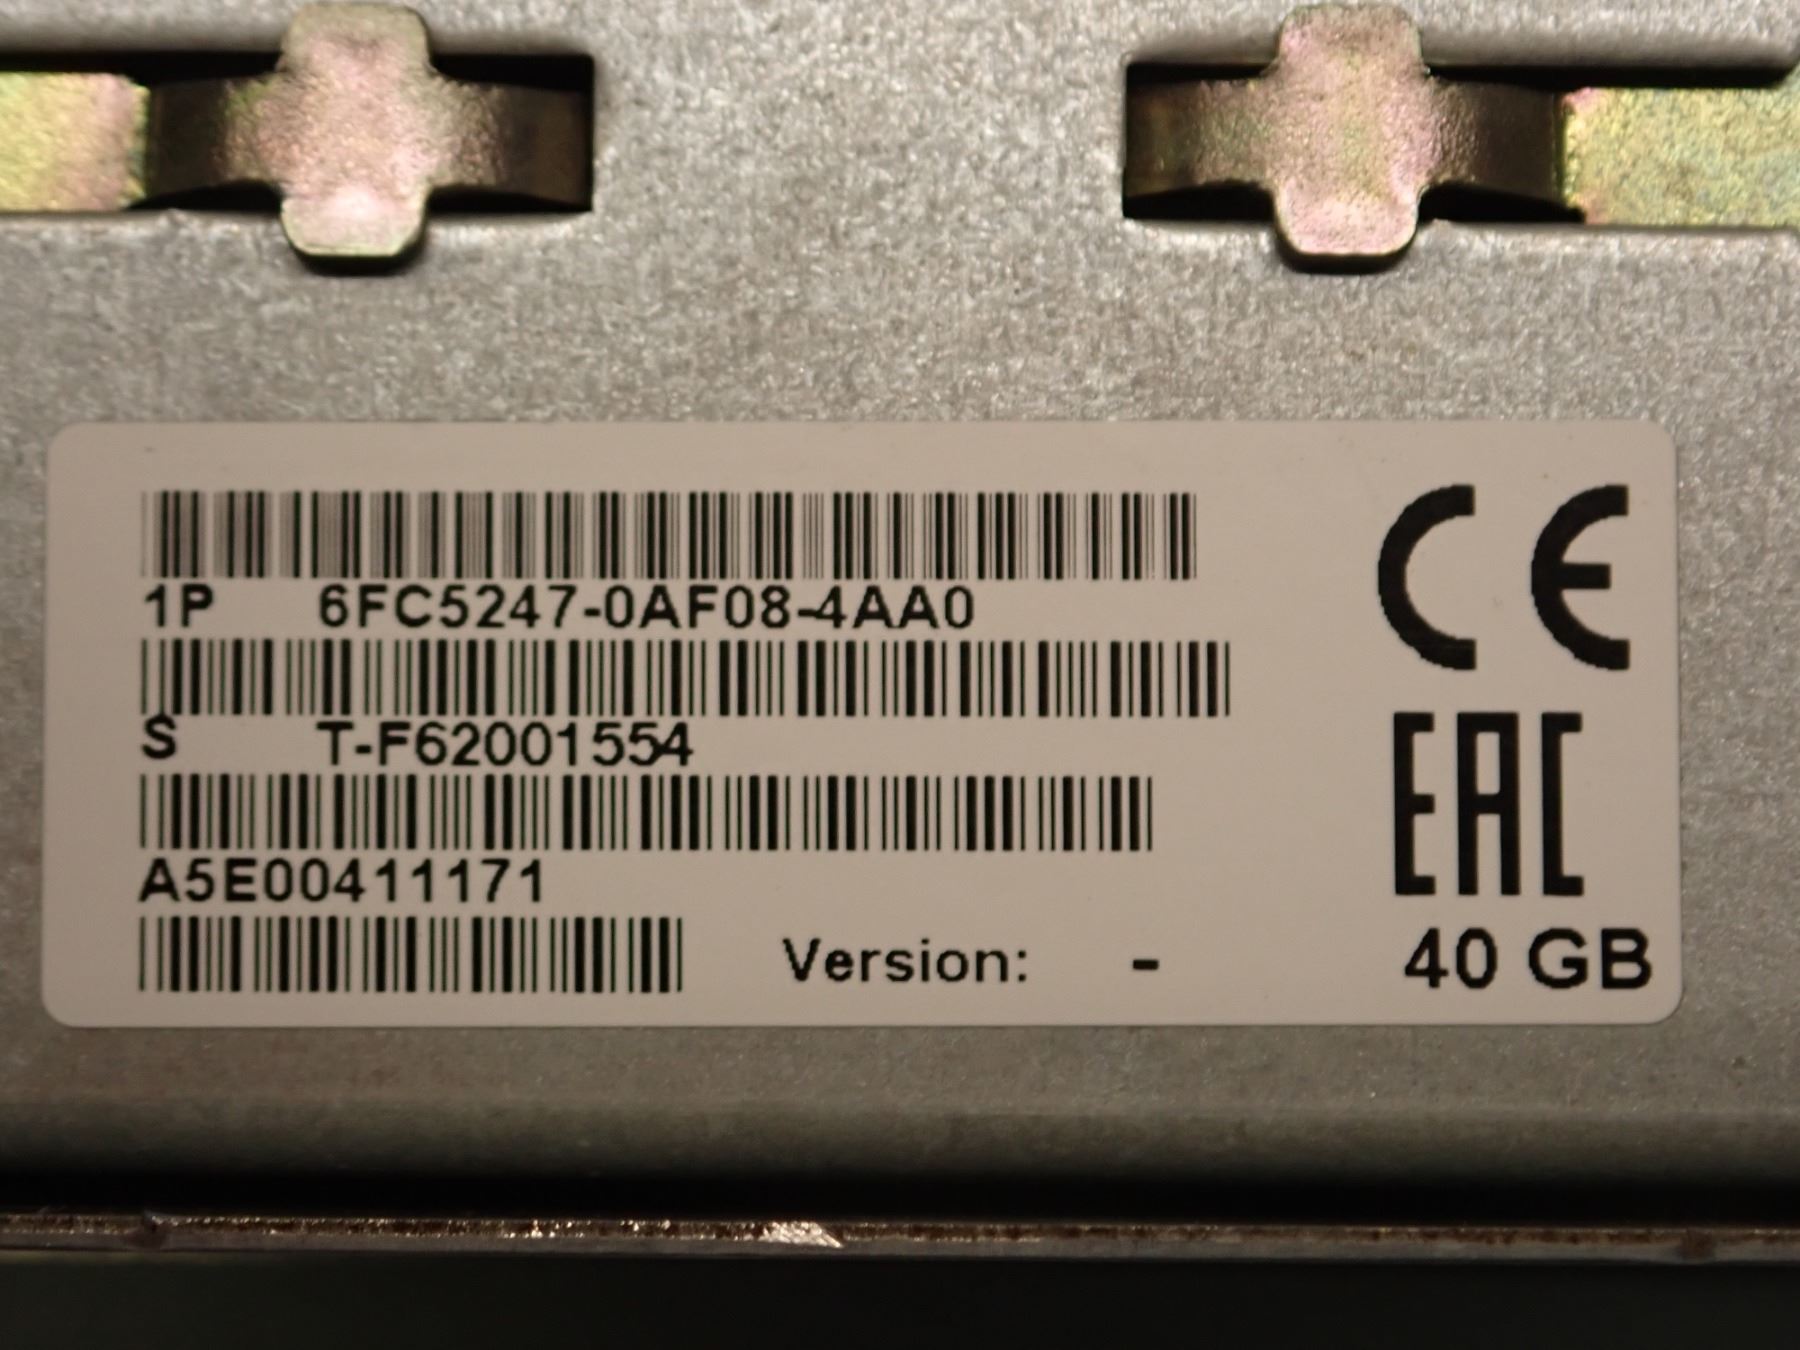 1P 6FC5247-0AF08-4AA0
S T-F62001554
A5E00411171
Version: -
CE
EAC
40 GB